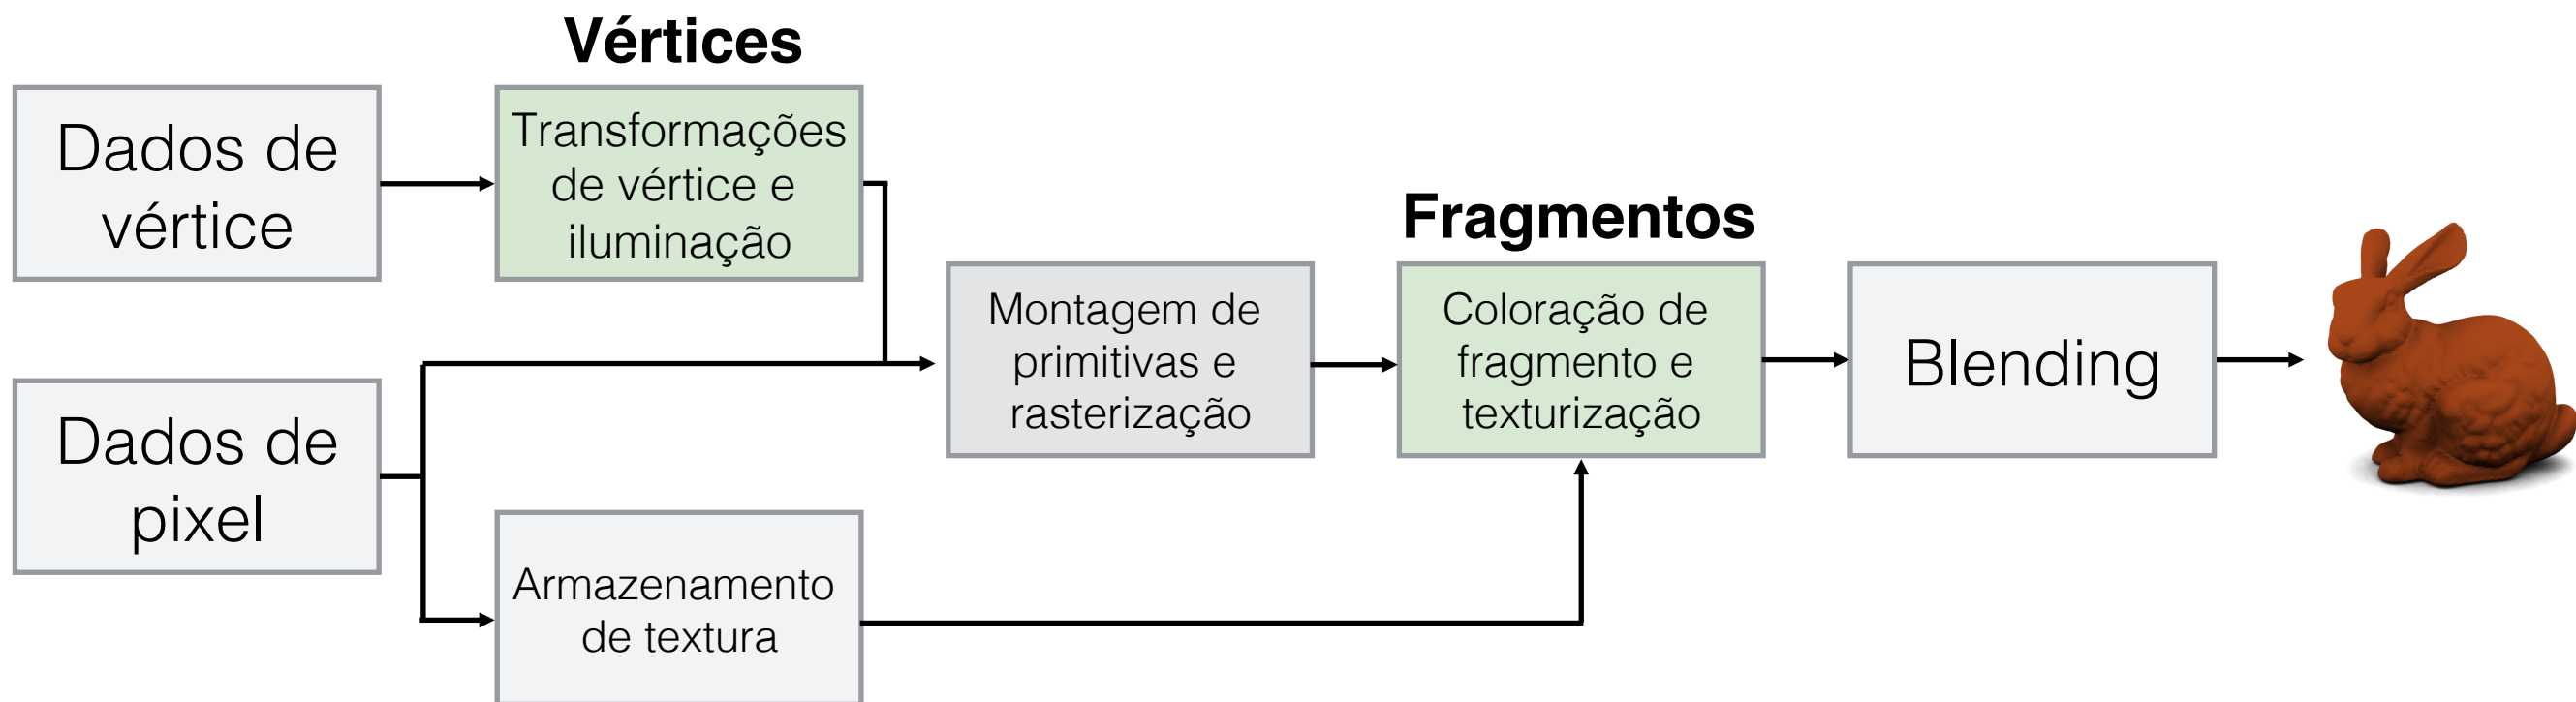 Vértices
Dados de
vértice
Transformações
de vértice e
iluminação
Dados de
pixel
Armazenamento
de textura
Montagem de
primitivas e
rasterização
Fragmentos
Coloração de
fragmento e
texturização
Blending